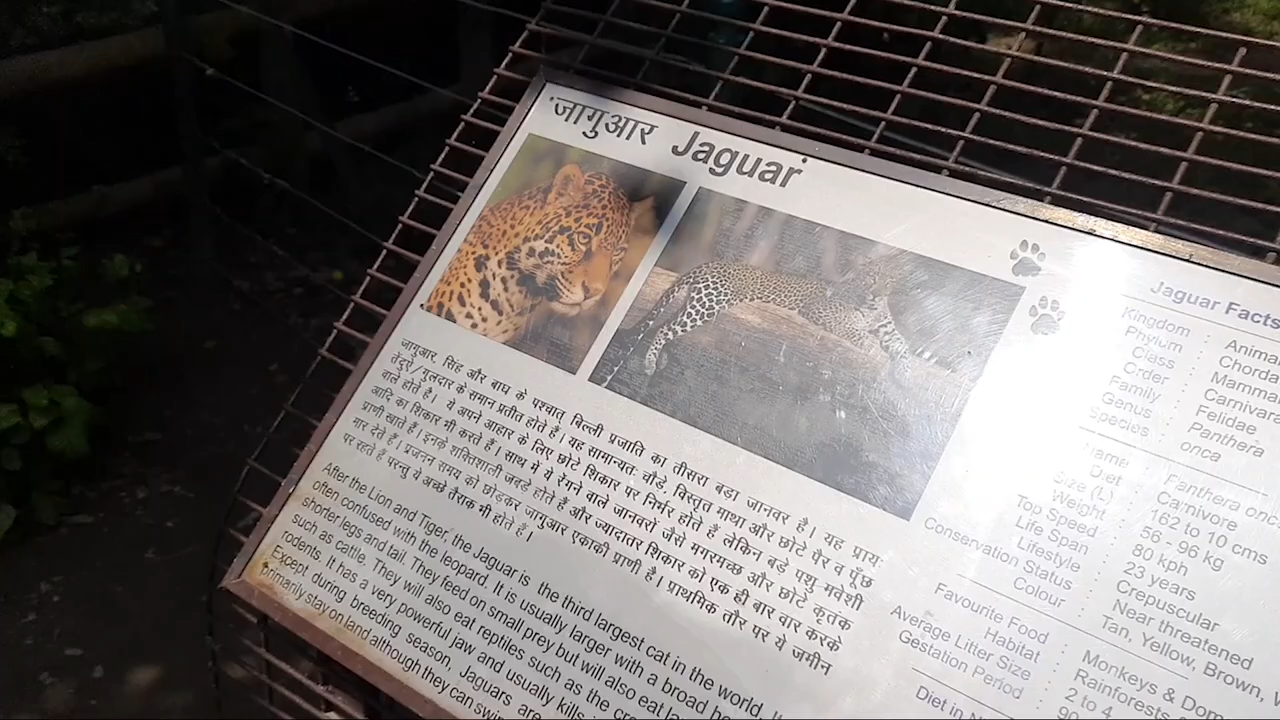 जागुआर Jaguar
जागुआर सिंह और बाघ के पश्चात् बिल्ली प्रजाति का तीसरा बड़ा जानवर है। यह प्रायः
तेंदुऐ/गुलदार के समान प्रतीत होते हैं। यह सामान्यतः चौड़े, विस्तृत माथा और छोटे पैर व पूँछ
वाले होते है। ये अपने आहार के लिए छोटे शिकार पर निर्भर होते हैं लेकिन बडे पशु मवेशी
आदि का शिकार भी करते हैं। साथ में ये रेंगने वाले जानवरों जैसे मगरमच्छ और छोटे कृतंक
प्राणी खाते हैं। इनके शक्तिशाली जबड़े होते हैं और ज्यादातर शिकार को एक ही बार वार करके
मार देते हैं। प्रजनन समय को छोड़कर जागुआर एकाकी प्राणी है। प्राथमिक तौर पर ये जमीन
पर रहते हैं परन्तु ये अच्छे तैराक भी होते हैं।
After the Lion and Tiger, the Jaguar is the third largest cat in the world. It
often confused with the leopard. It is usually larger with a broad
shorter legs and tail. They feed on small prey but will also eat
such as cattle. They will also eat reptiles such as the
rodents. It has a very powerful jaw and usually kills
Except during breeding season, Jaguars are
primarily stay on land although they can swim
Jaguar Facts
Kingdom : Anima
Phylum : Chorda
Class : Mamma
Order : Carnivora
Family : Felidae
Genus : Panthera
Species : onca
Name : Panthera onc
Diet : Carnivore
Size (L) : 162 to 10 cms
Weight : 56 - 96 kg
Top Speed : 80 kph
Life Span : 23 years
Lifestyle : Crepuscular
Conservation Status : Near threatened
Colour : Tan, Yellow, Brown,
Favourite Food : Monkeys & Dom
Habitat : Rainforests
Average Litter Size : 2 to 4
Gestation Period : 90
Diet in